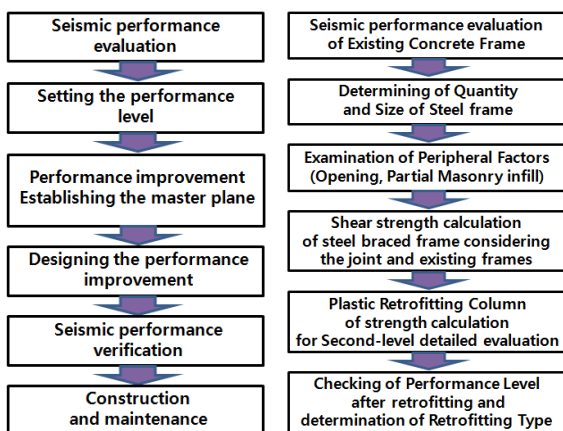 Seismic performance
evaluation
Setting the performance
level
Performance improvement
Establishing the master plane
Designing the performance
improvement
Seismic performance
verification
Construction
and maintenance
Seismic performance evaluation
of Existing Concrete Frame
Determining of Quantity
and Size of Steel frame
Examination of Peripheral Factors
(Opening, Partial Masonry infill)
Shear strength calculation
of steel braced frame considering
the joint and existing frames
Plastic Retrofitting Column
of strength calculation
for Second-level detailed evaluation
Checking of Performance Level
after retrofitting and
determination of Retrofitting Type